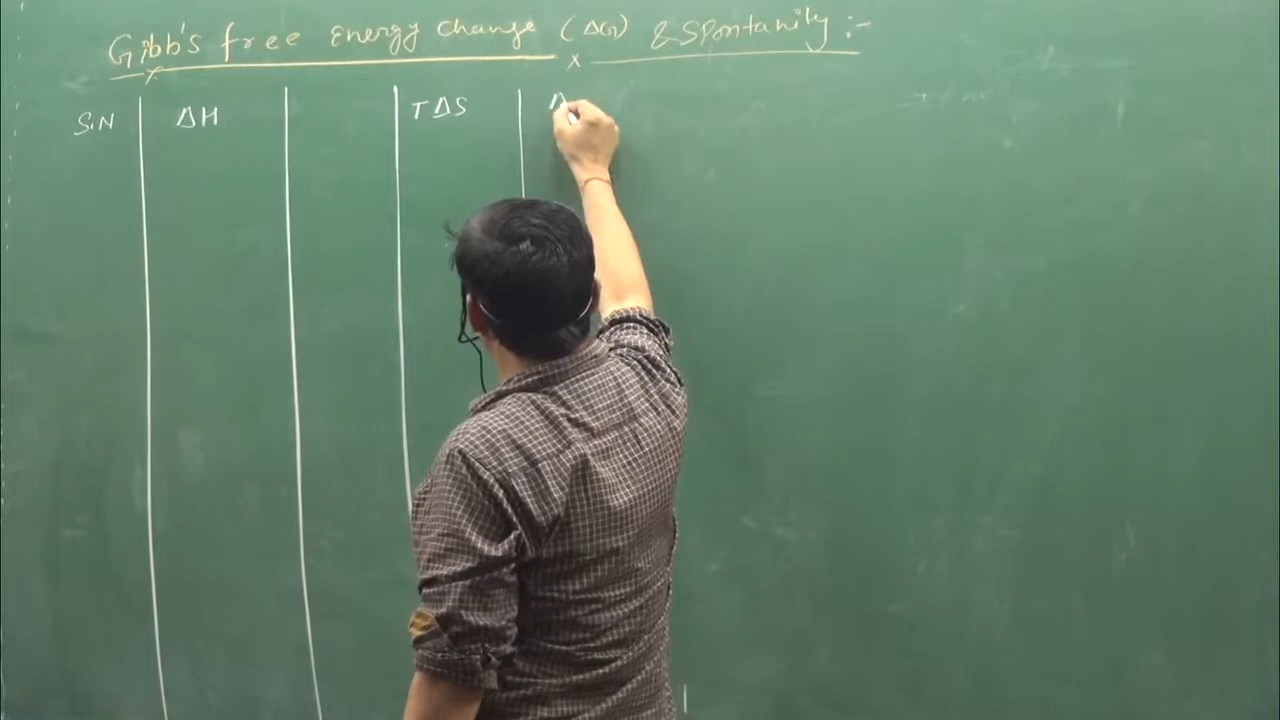 Gibb's free Energy Change (ΔG) & Spontanity :-
S.N ΔH TΔS Δ